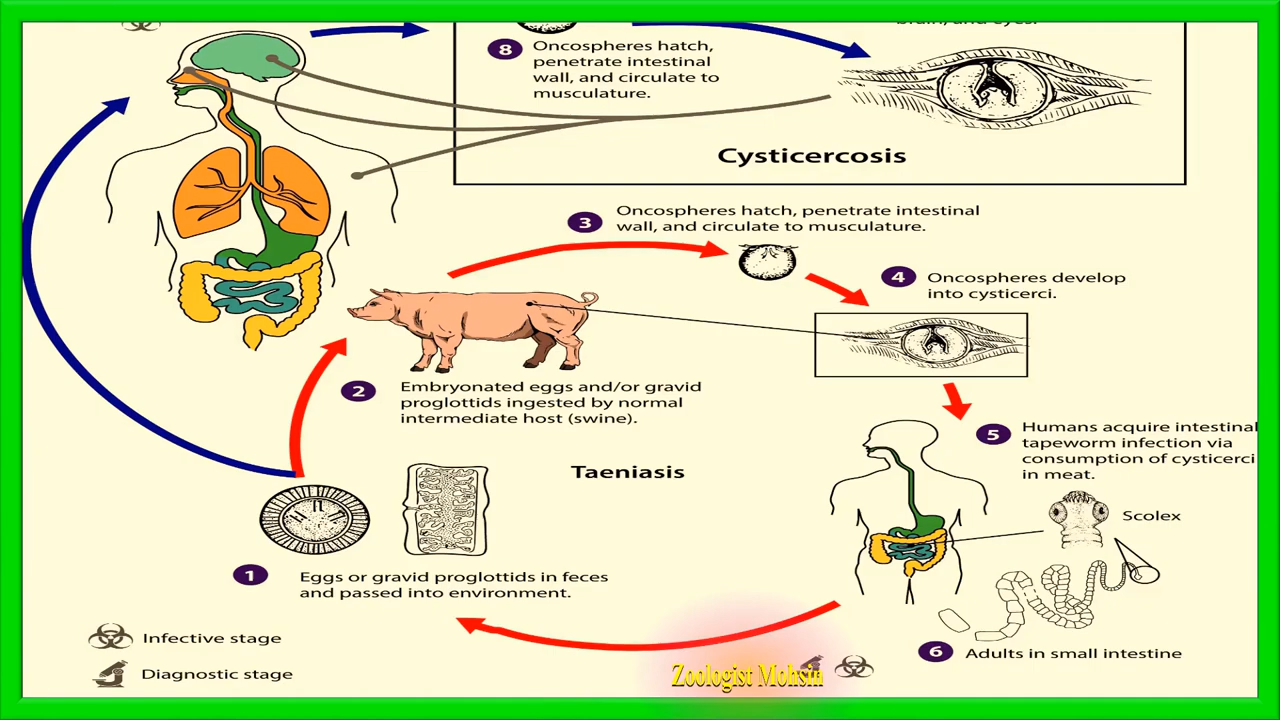 brain, and eyes.
8 Oncospheres hatch,
penetrate intestinal
wall, and circulate to
musculature.
Cysticercosis
3 Oncospheres hatch, penetrate intestinal
wall, and circulate to musculature.
4 Oncospheres develop
into cysticerci.
2 Embryonated eggs and/or gravid
proglottids ingested by normal
intermediate host (swine).
5 Humans acquire intestinal
tapeworm infection via
consumption of cysticerci
in meat.
Taeniasis
Scolex
1 Eggs or gravid proglottids in feces
and passed into environment.
Infective stage
6 Adults in small intestine
Diagnostic stage
Zoologist Mohsin